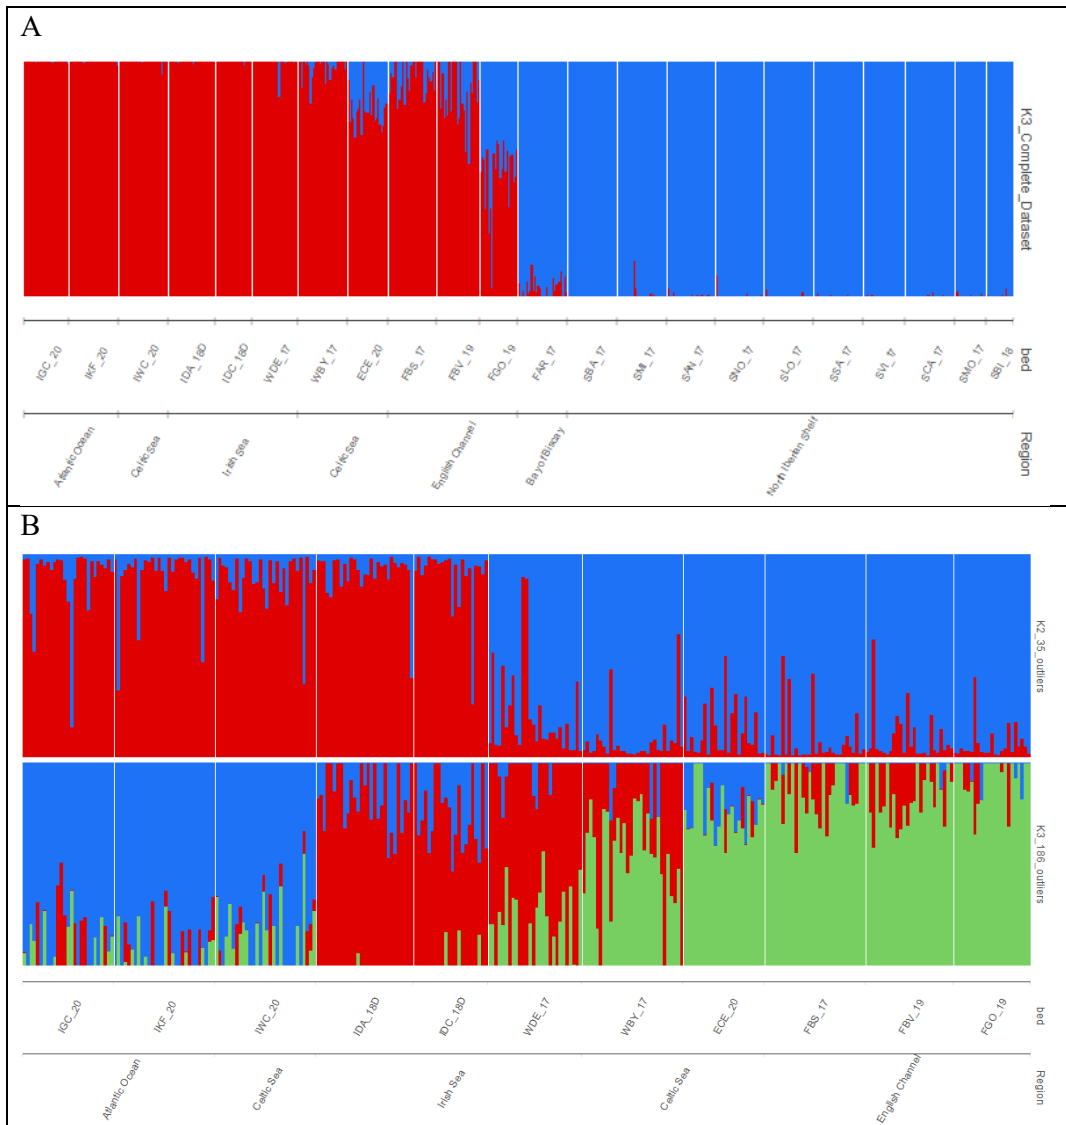 A
K3_Complete_Dataset
IGC_20 IKF_20 IWC_20 IDA_18D IDC_18D WDE_17 WBY_17 ECE_20 FBS_17 FBV_19 FGO_19 FAR_17 SBA_17 SMI_17 SAN_17 SNO_17 SLO_17 SSA_17 SVI_17 SCA_17 SMO_17 SBI_18
bed
Atlantic Ocean Celtic Sea Irish Sea Celtic Sea English Channel Bay of Biscay North Iberian Shelf
Region
B
K2_35_outliers
K3_186_outliers
IGC_20 IKF_20 IWC_20 IDA_18D IDC_18D WDE_17 WBY_17 ECE_20 FBS_17 FBV_19 FGO_19
bed
Atlantic Ocean Celtic Sea Irish Sea Celtic Sea English Channel
Region